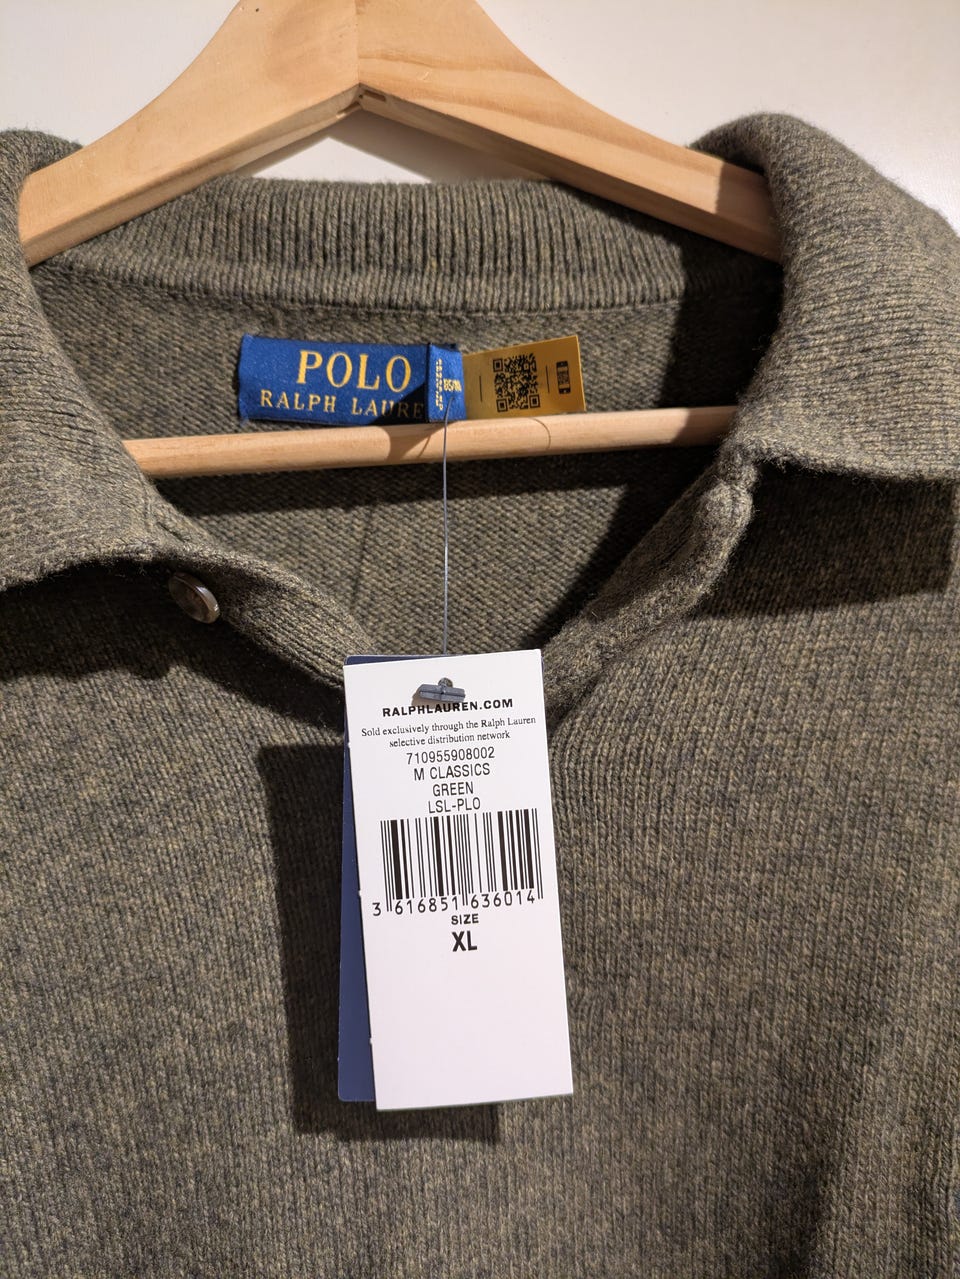 POLO
RALPH LAURE
RALPHLAUREN.COM
Sold exclusively through the Ralph Lauren
selective distribution network
710955908002
M CLASSICS
GREEN
LSL-PLO
3 616851 636014
SIZE
XL